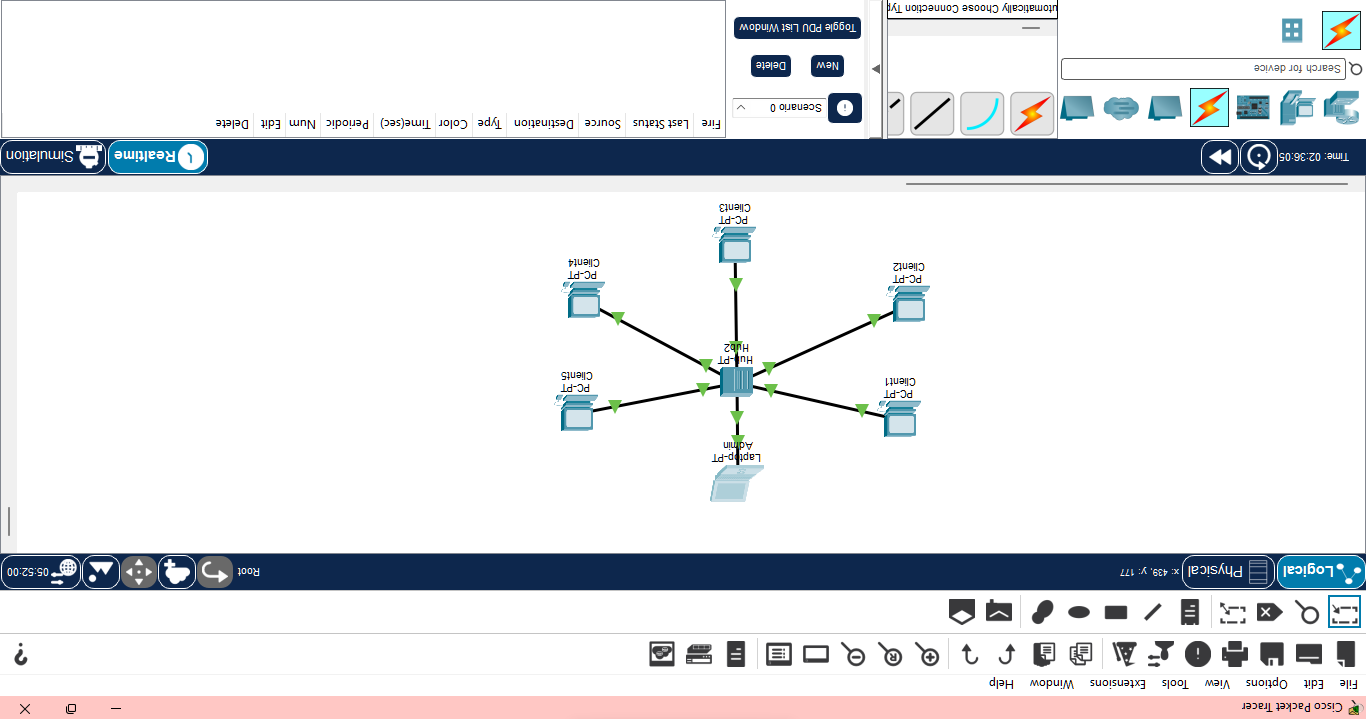 Cisco Packet Tracer
File Edit Options View Tools Extensions Window Help
Logical Physical x: 439, y: 177 Root 05:52:00
Laptop-PT
Admin
PC-PT
Client1
PC-PT
Client5
Hub-PT
Hub2
PC-PT
Client2
PC-PT
Client4
PC-PT
Client3
Time: 02:36:05 Realtime Simulation
Scenario 0
New Delete
Toggle PDU List Window
Fire Last Status Source Destination Type Color Time(sec) Periodic Num Edit Delete
Search for device
utomatically Choose Connection Typ